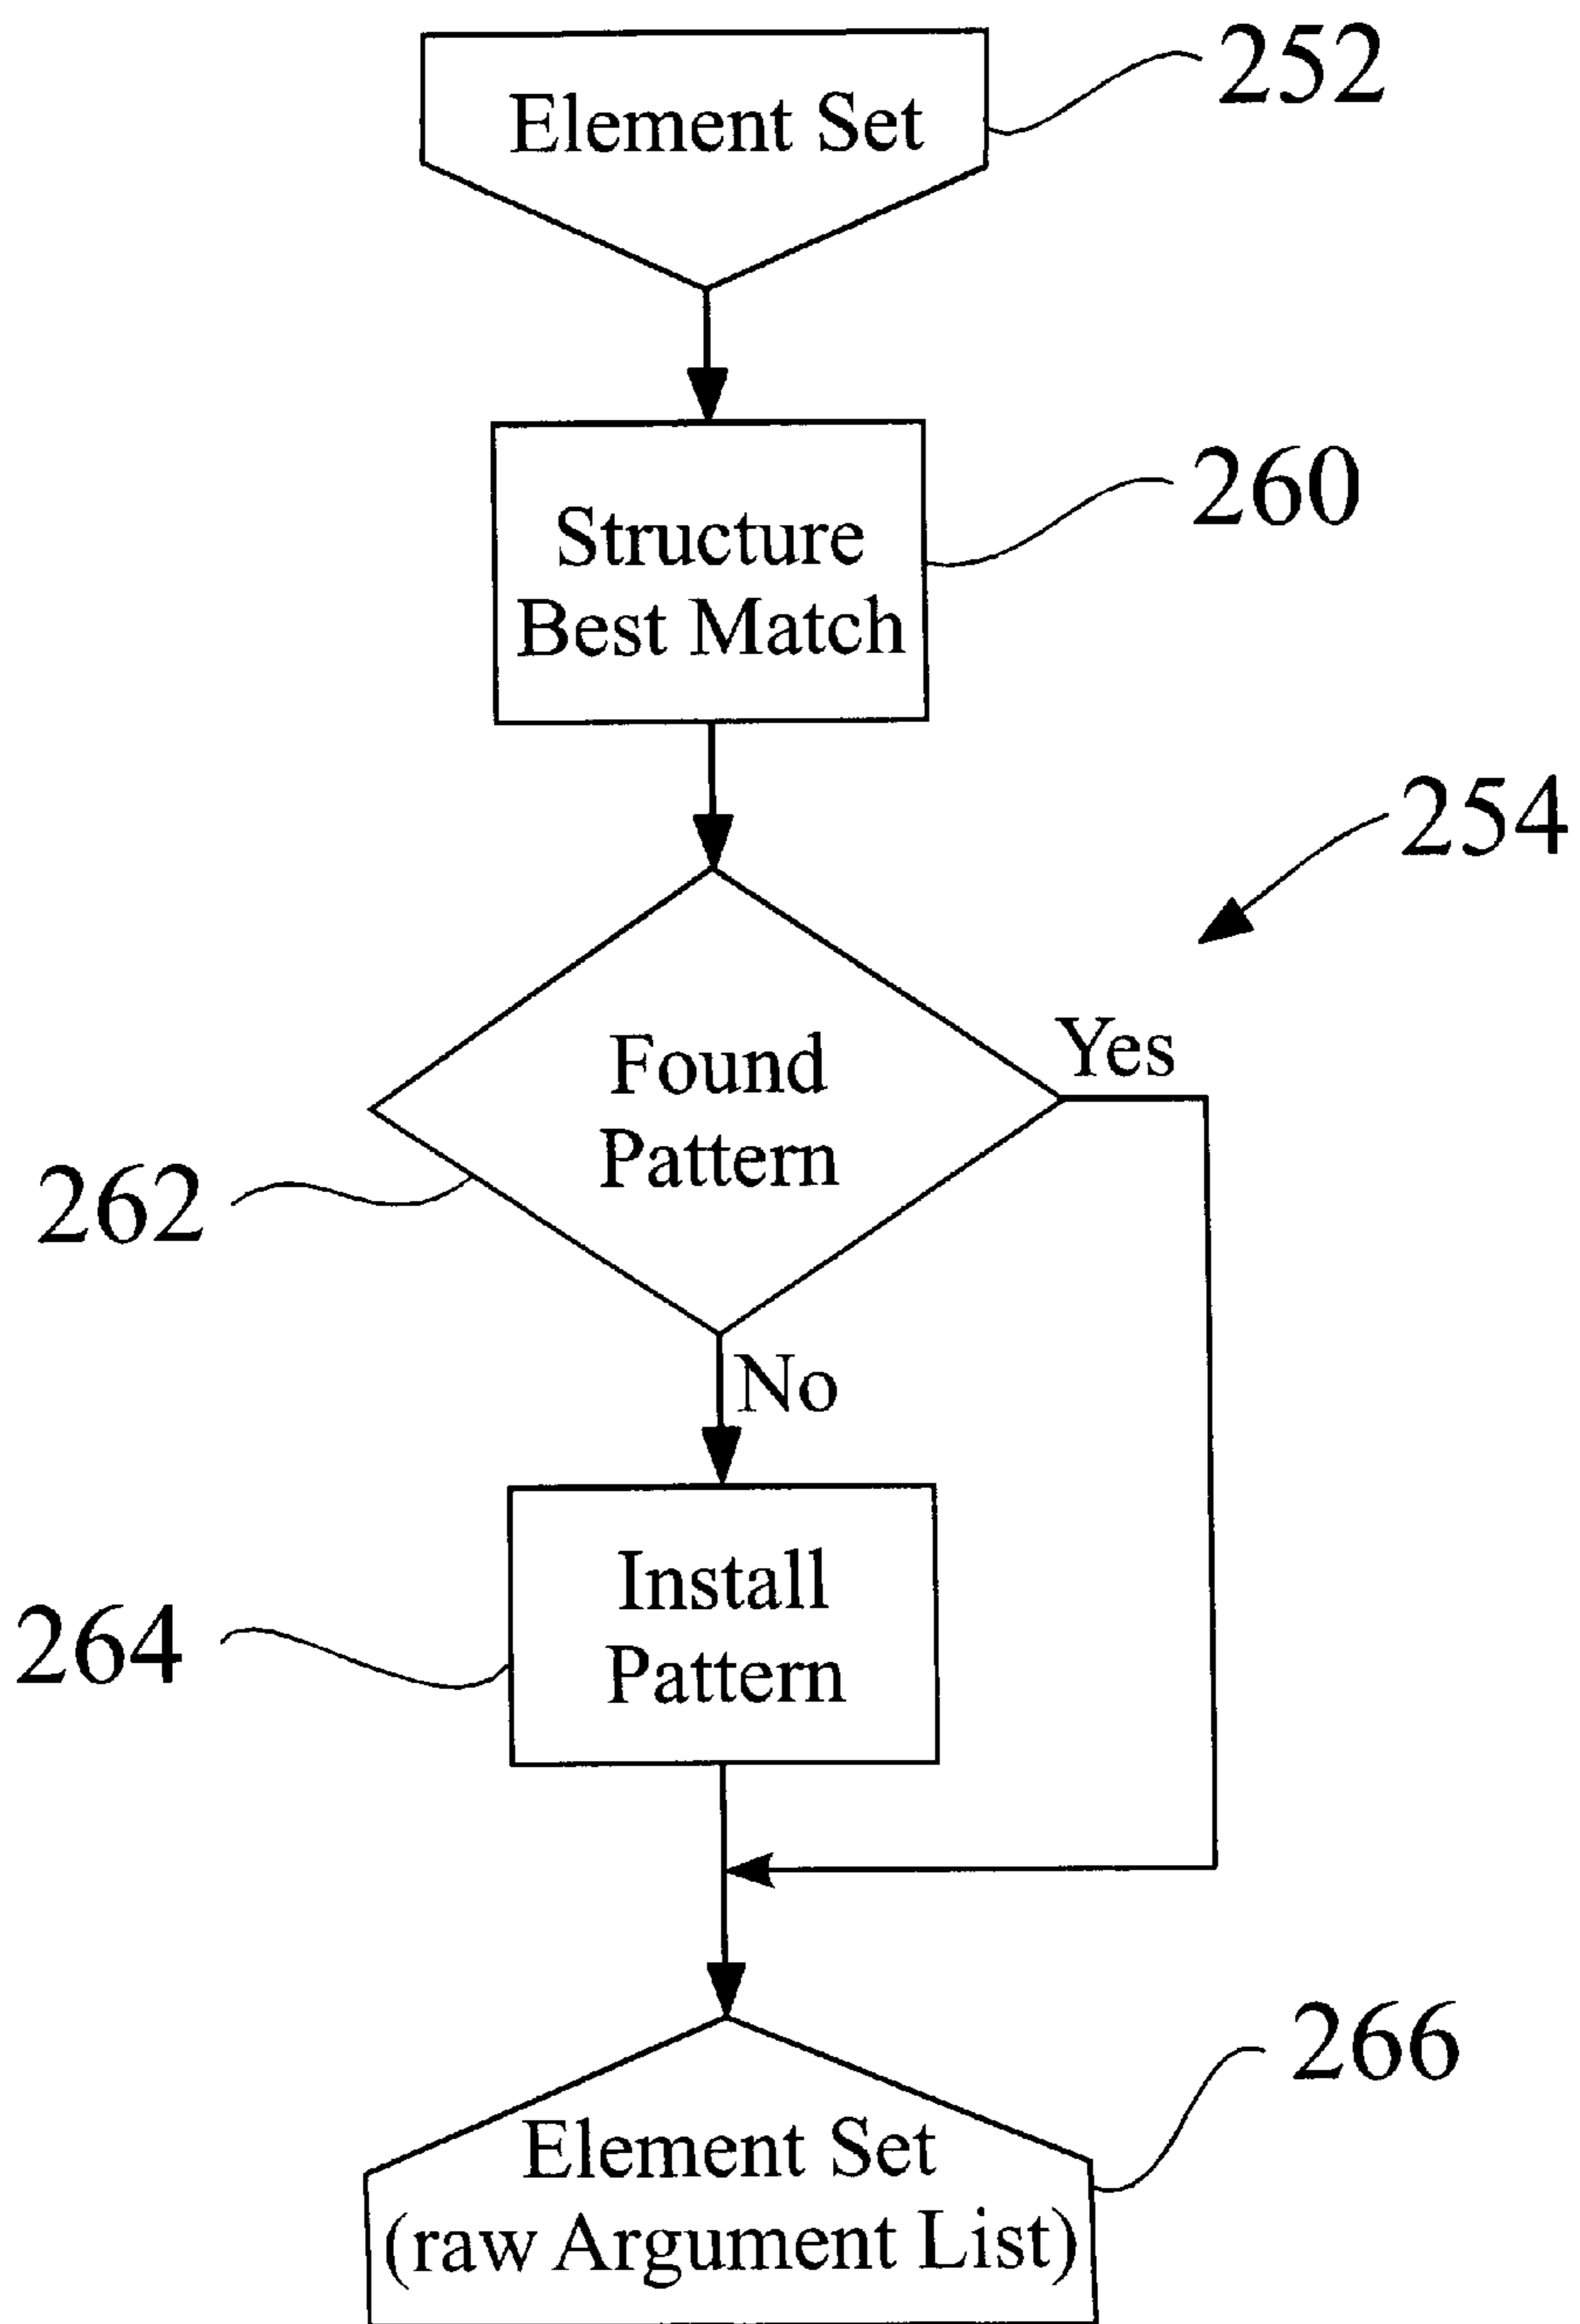 Element Set
252
Structure
Best Match
260
254
Found
Pattern
Yes
262
No
Install
Pattern
264
Element Set
(raw Argument List)
266